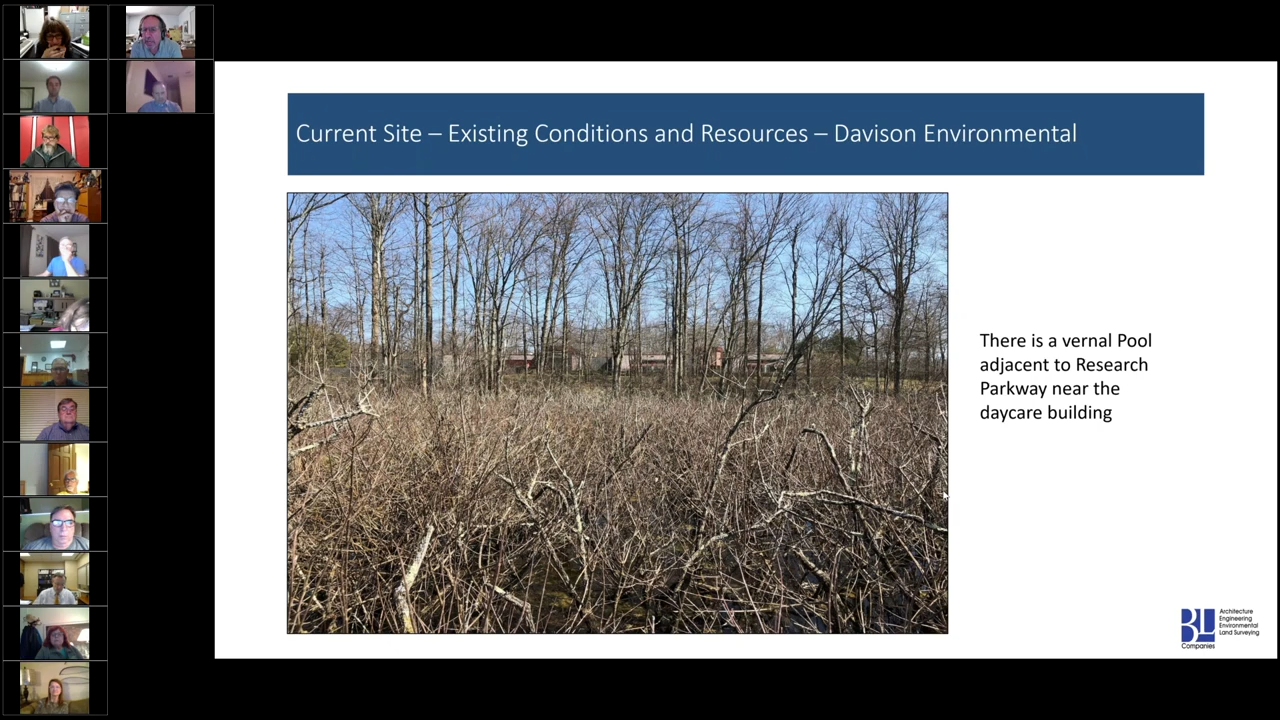 Current Site – Existing Conditions and Resources – Davison Environmental
There is a vernal Pool
adjacent to Research
Parkway near the
daycare building
BL
Companies
Architecture
Engineering
Environmental
Land Surveying